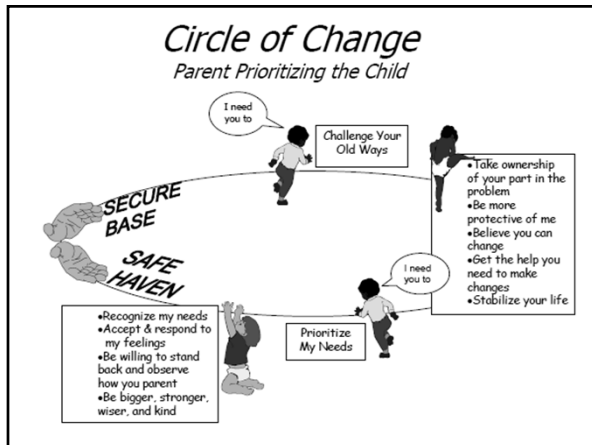 Circle of Change
Parent Prioritizing the Child
I need
you to
Challenge Your
Old Ways
•Take ownership
of your part in the
problem
•Be more
protective of me
•Believe you can
change
•Get the help you
need to make
changes
•Stabilize your life
SECURE
BASE
SAFE
HAVEN
I need
you to
Prioritize
My Needs
•Recognize my needs
•Accept & respond to
my feelings
•Be willing to stand
back and observe
how you parent
•Be bigger, stronger,
wiser, and kind